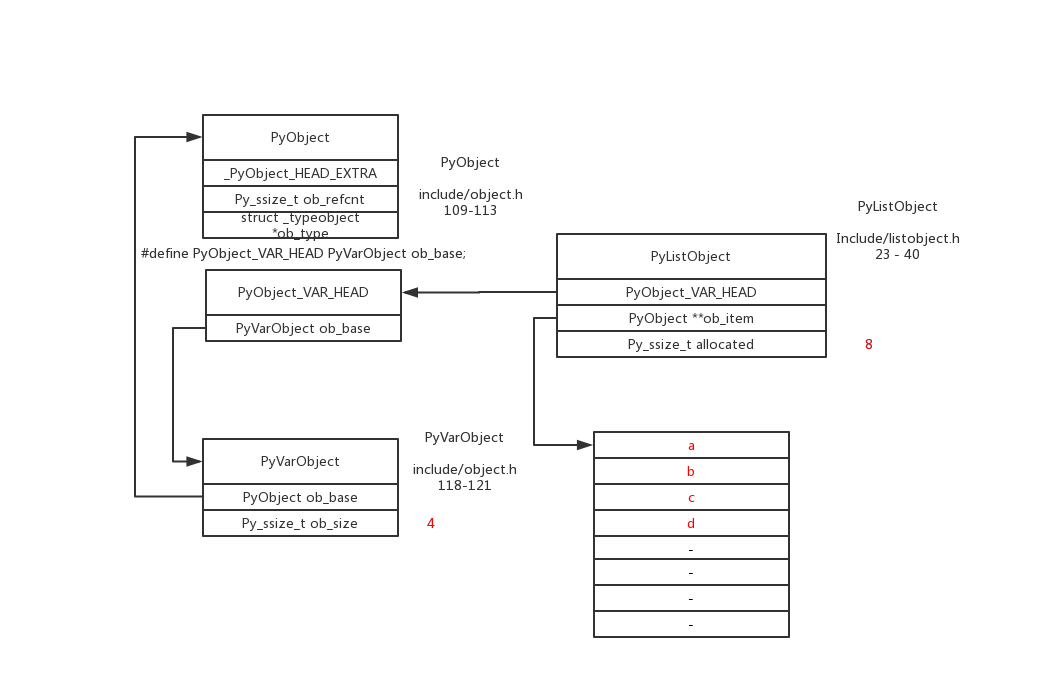 PyObject
_PyObject_HEAD_EXTRA
Py_ssize_t ob_refcnt
struct _typeobject
*ob_type
PyObject
include/object.h
109-113
#define PyObject_VAR_HEAD PyVarObject ob_base;
PyObject_VAR_HEAD
PyVarObject ob_base
PyListObject
Include/listobject.h
23 - 40
PyListObject
PyObject_VAR_HEAD
PyObject **ob_item
Py_ssize_t allocated
8
PyVarObject
PyObject ob_base
Py_ssize_t ob_size
4
PyVarObject
include/object.h
118-121
a
b
c
d
-
-
-
-